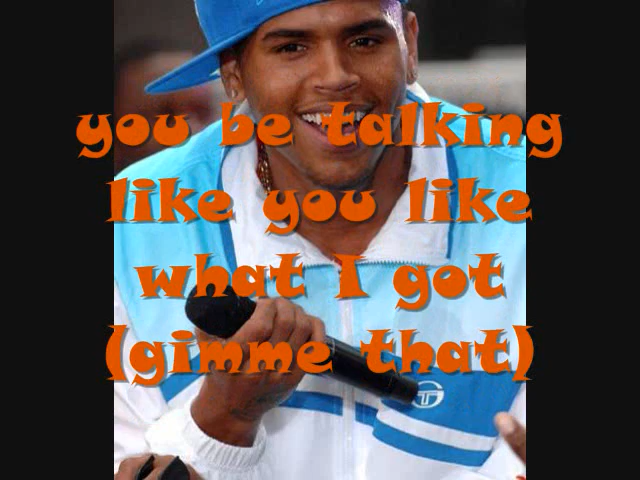 you be talking
like you like
what I got
(gimme that)